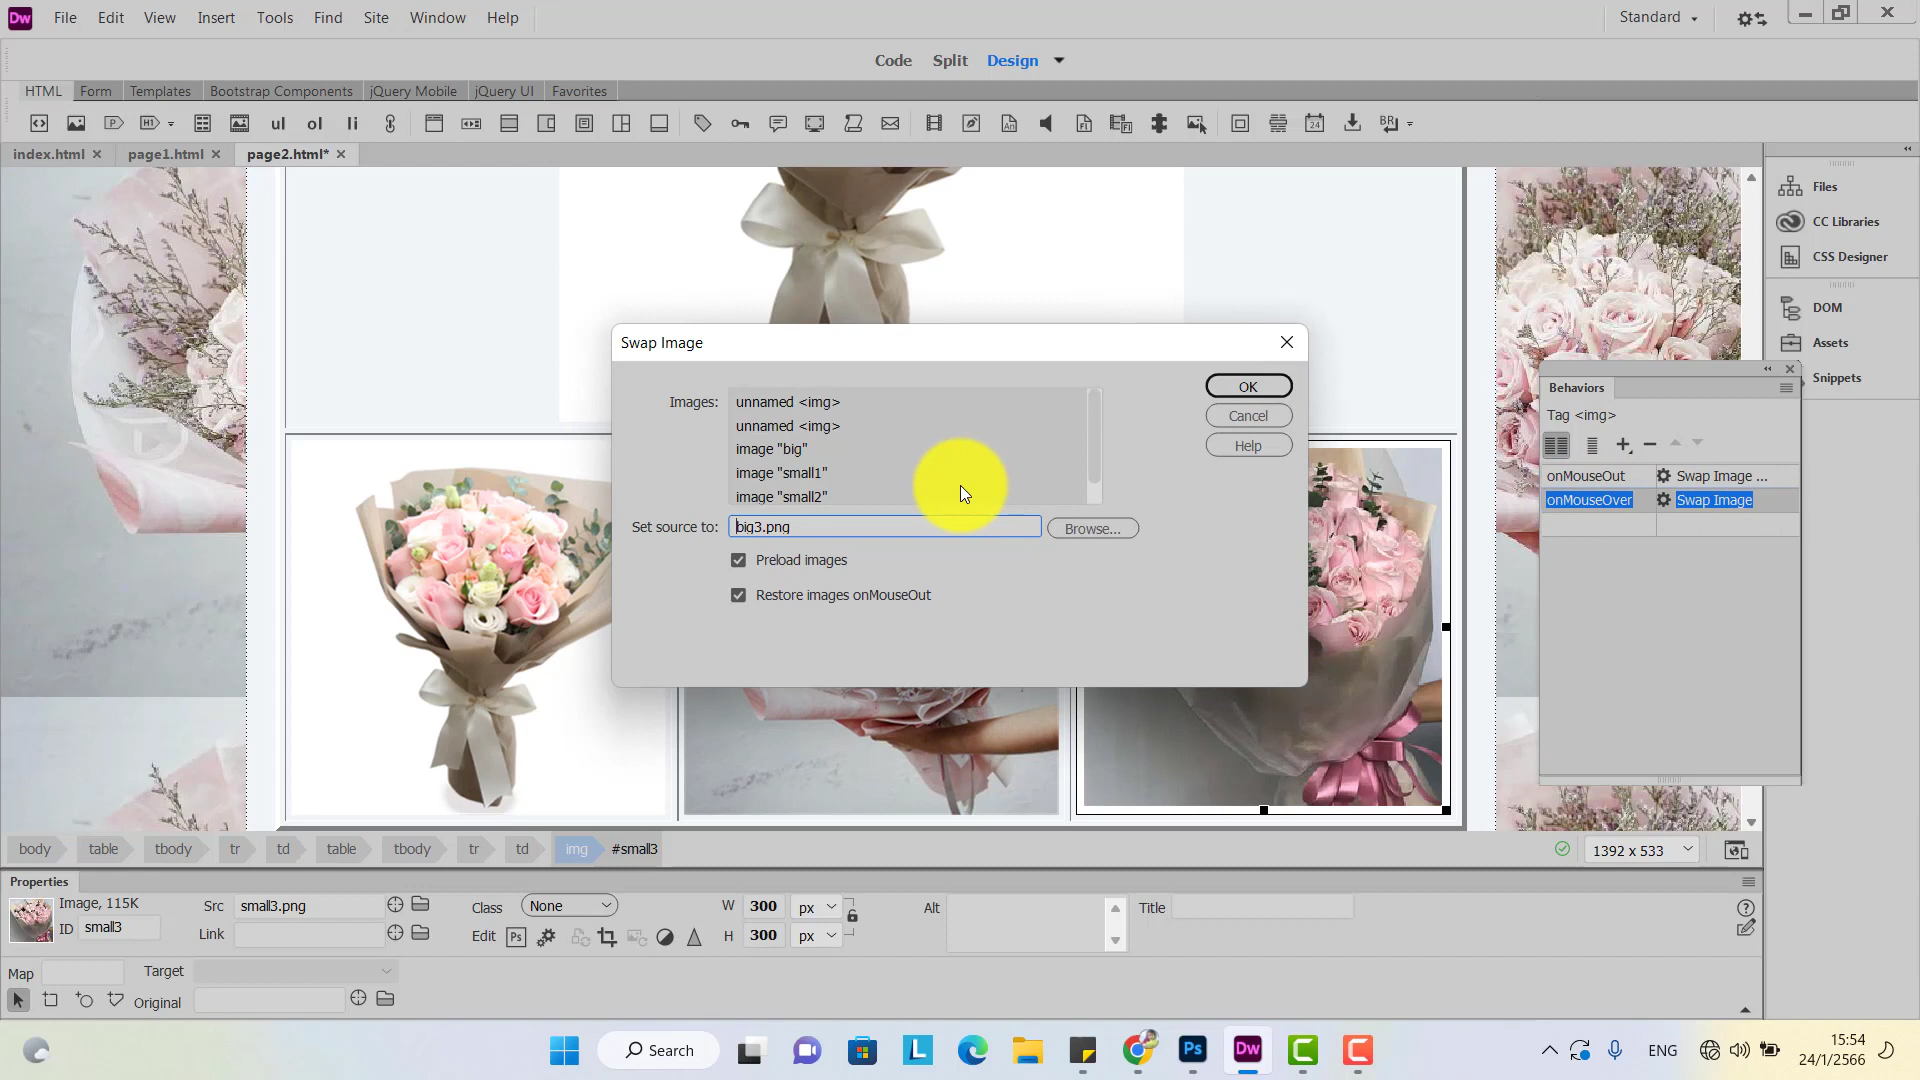 Dw File Edit View Insert Tools Find Site Window Help Standard
Code Split Design
HTML Form Templates Bootstrap Components jQuery Mobile jQuery UI Favorites
ul ol li
index.html page1.html page2.html*
Files
CC Libraries
CSS Designer
DOM
Assets
Snippets
Swap Image
Images:
unnamed <img>
unnamed <img>
image "big"
image "small1"
image "small2"
OK
Cancel
Help
Set source to: big3.png Browse...
Preload images
Restore images onMouseOut
Behaviors
Tag <img>
onMouseOut Swap Image ...
onMouseOver Swap Image
body table tbody tr td table tbody tr td img #small3
1392 x 533
Properties
Image, 115K Src small3.png Class None W 300 px Alt Title
ID small3 Link Edit Ps H 300 px
Map Target
Original
Search
Ps Dw
ENG
15:54
24/1/2566